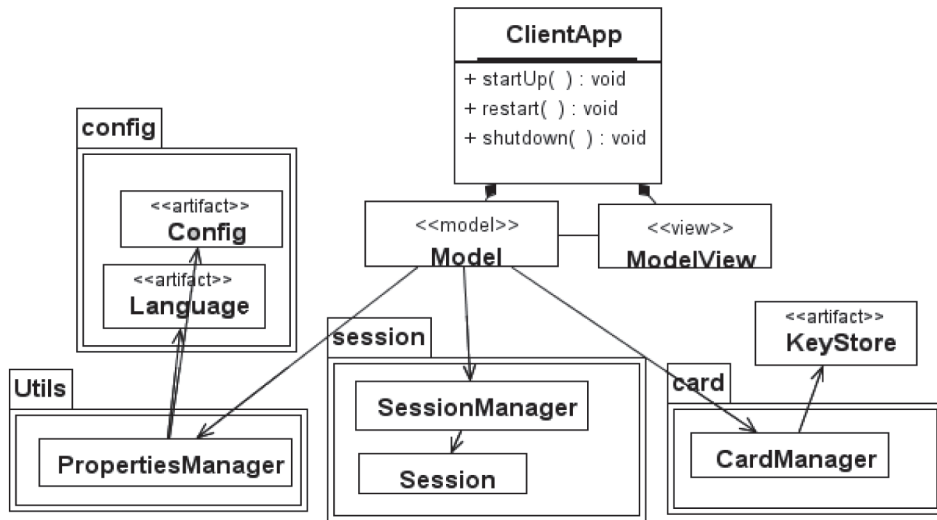 ClientApp
+ startUp( ) : void
+ restart( ) : void
+ shutdown( ) : void
config
<<artifact>>
Config
<<artifact>>
Language
<<model>>
Model
<<view>>
ModelView
<<artifact>>
KeyStore
session
SessionManager
Session
Utils
PropertiesManager
card
CardManager